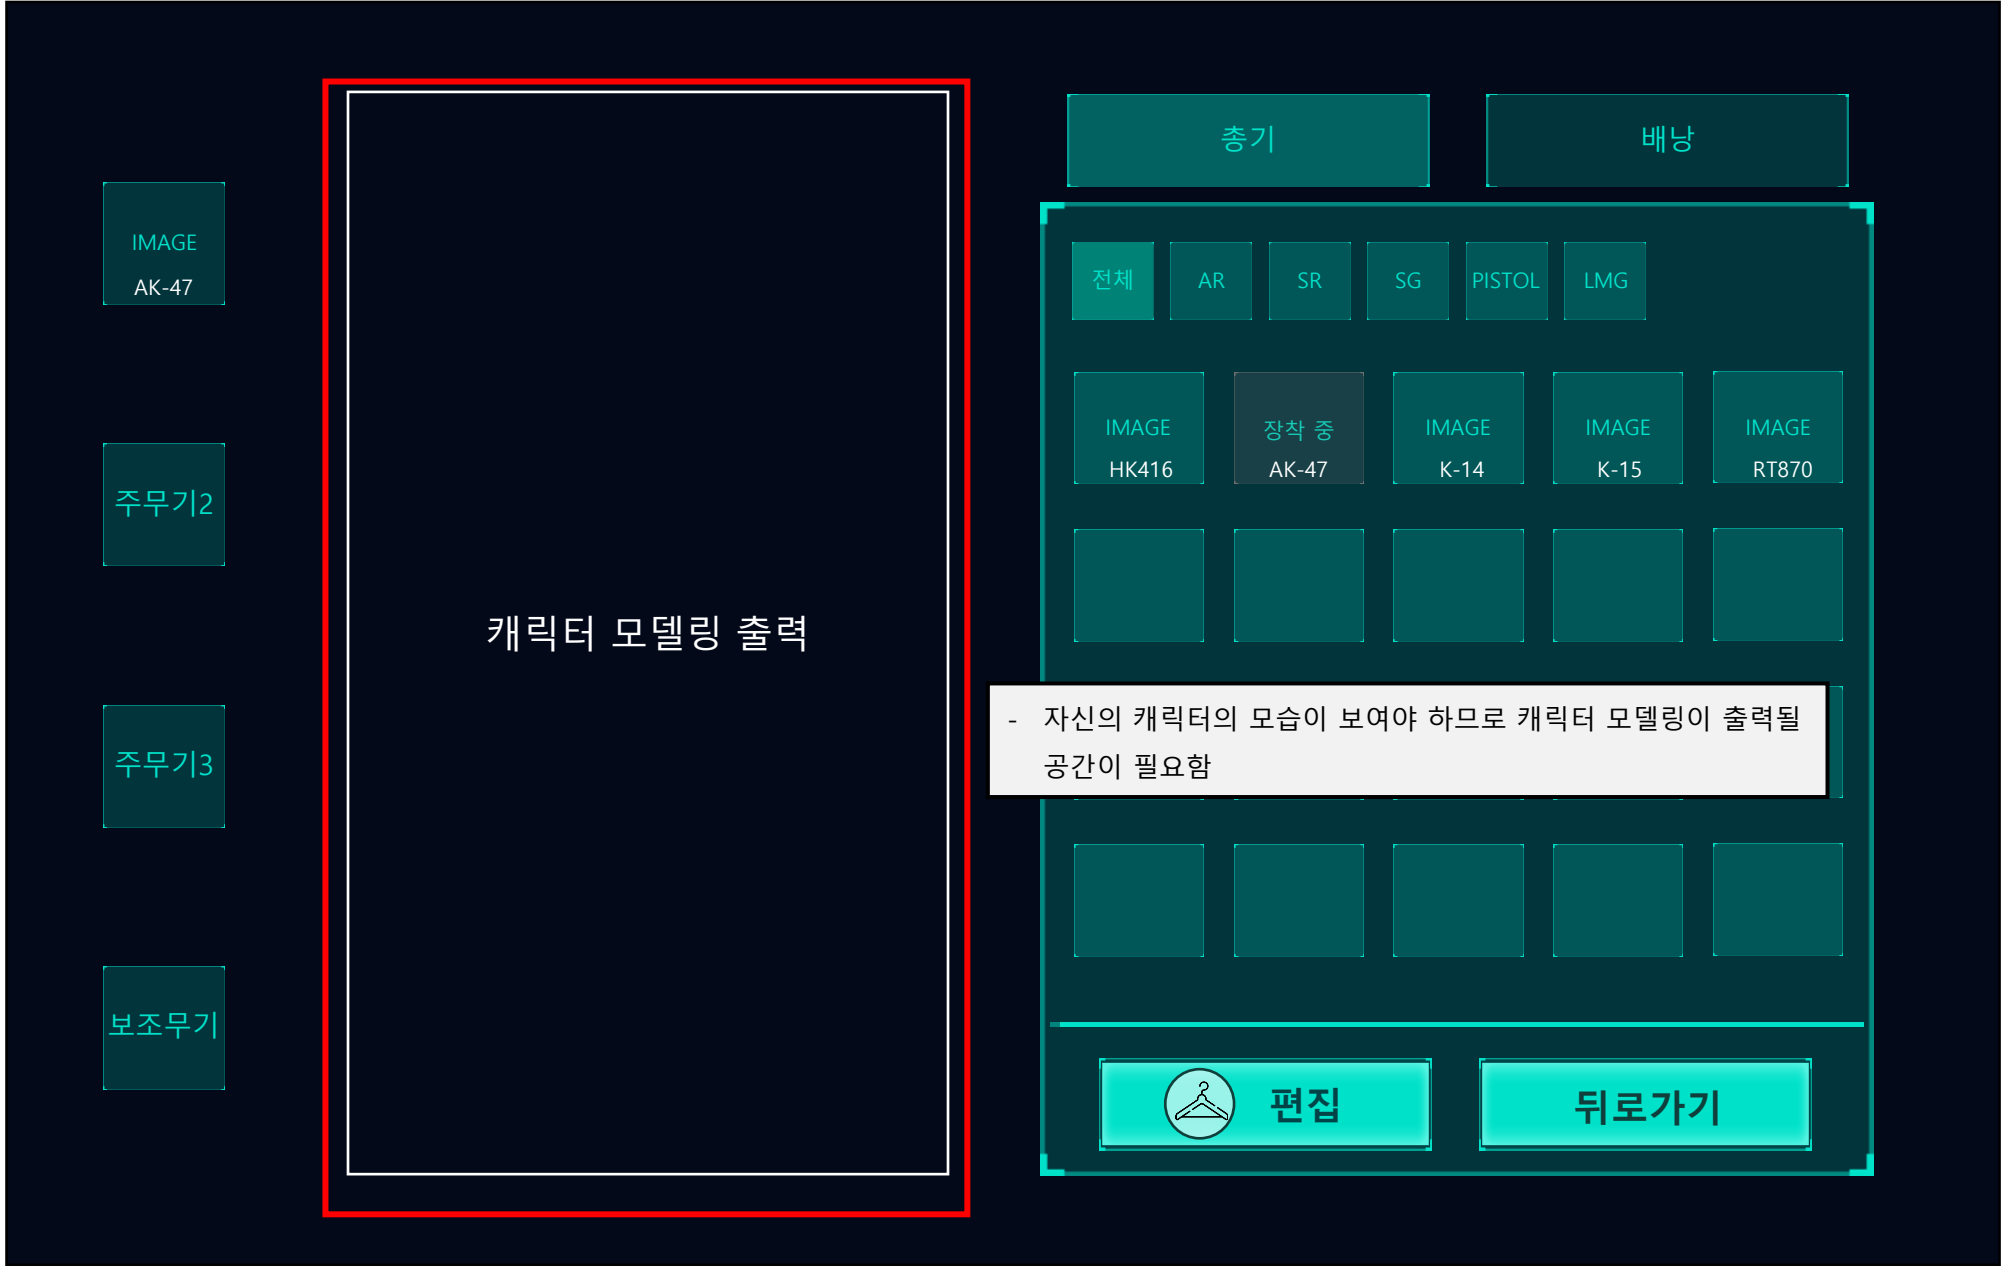 IMAGE
AK-47
주무기2
주무기3
보조무기
캐릭터 모델링 출력
총기
배낭
전체
AR
SR
SG
PISTOL
LMG
IMAGE
HK416
장착 중
AK-47
IMAGE
K-14
IMAGE
K-15
IMAGE
RT870
- 자신의 캐릭터의 모습이 보여야 하므로 캐릭터 모델링이 출력될
공간이 필요함
편집
뒤로가기